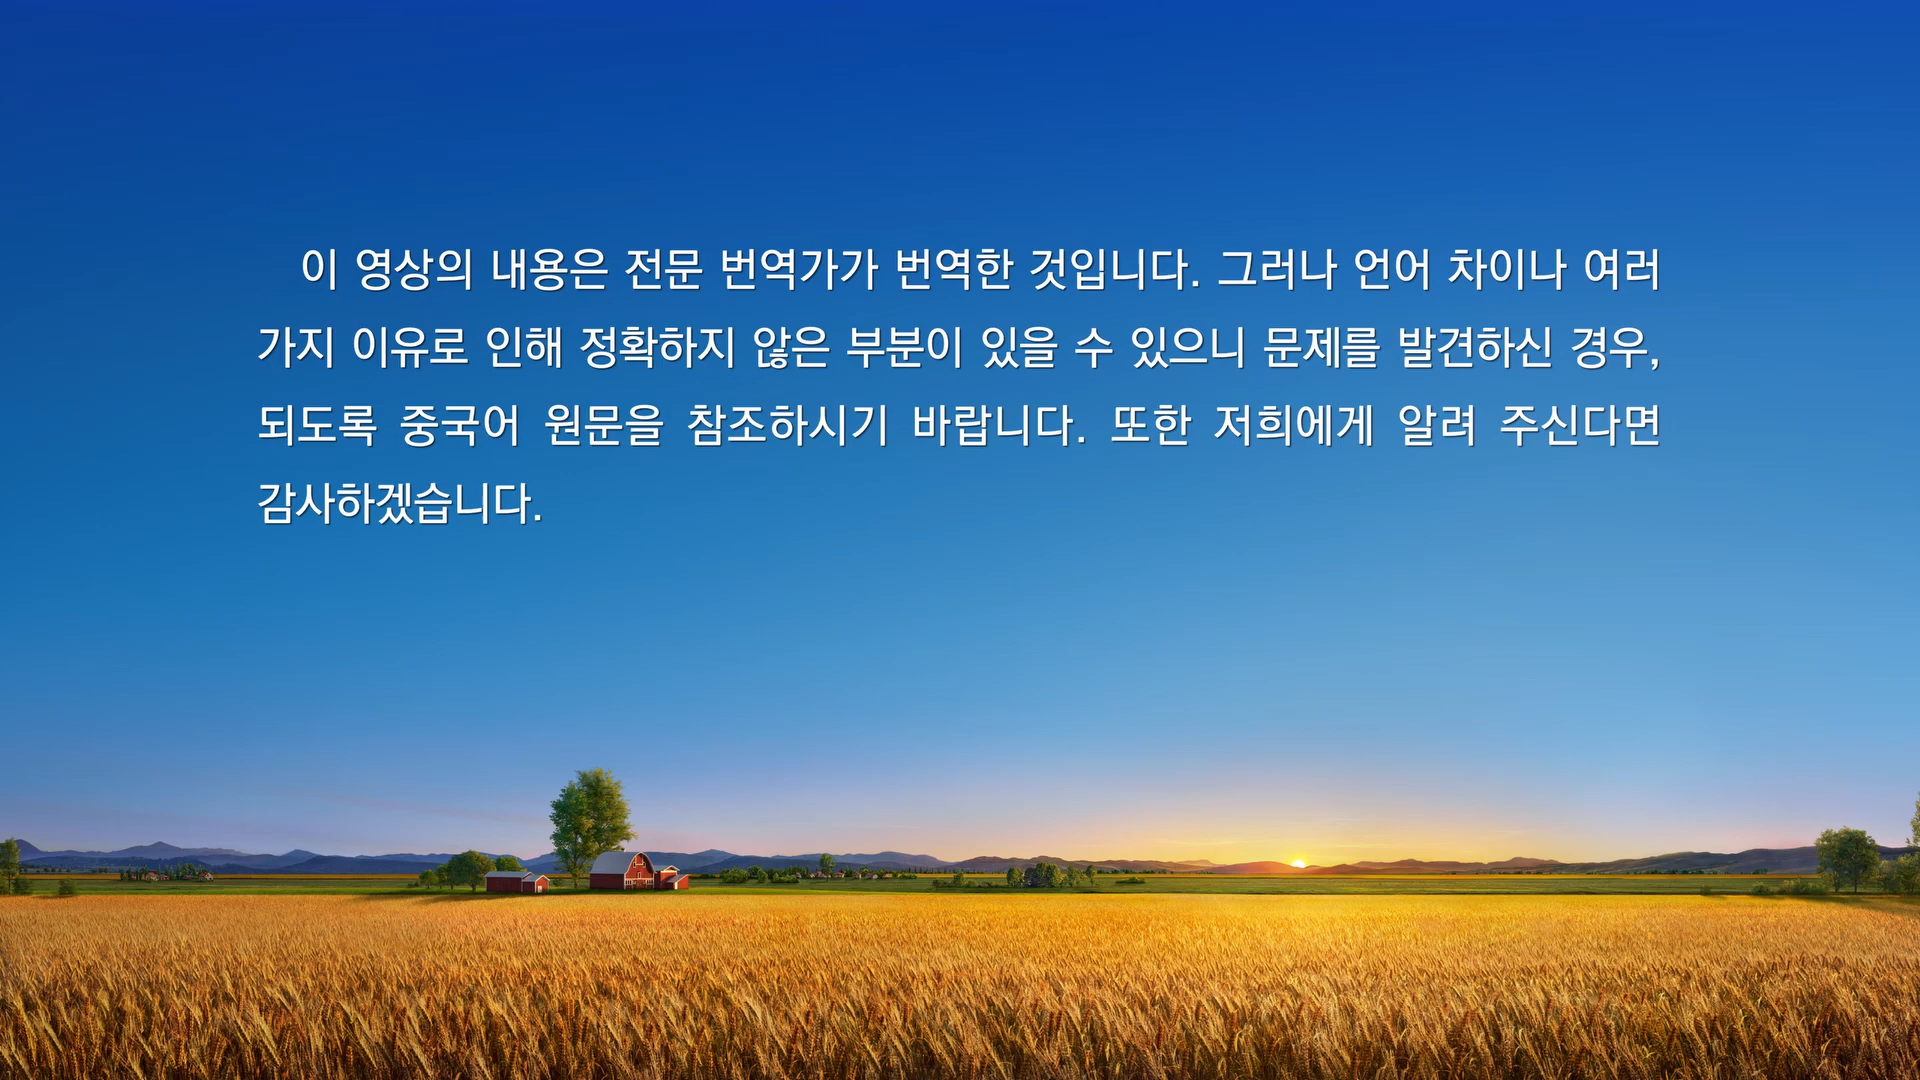 이 영상의 내용은 전문 번역가가 번역한 것입니다. 그러나 언어 차이나 여러
가지 이유로 인해 정확하지 않은 부분이 있을 수 있으니 문제를 발견하신 경우,
되도록 중국어 원문을 참조하시기 바랍니다. 또한 저희에게 알려 주신다면
감사하겠습니다.